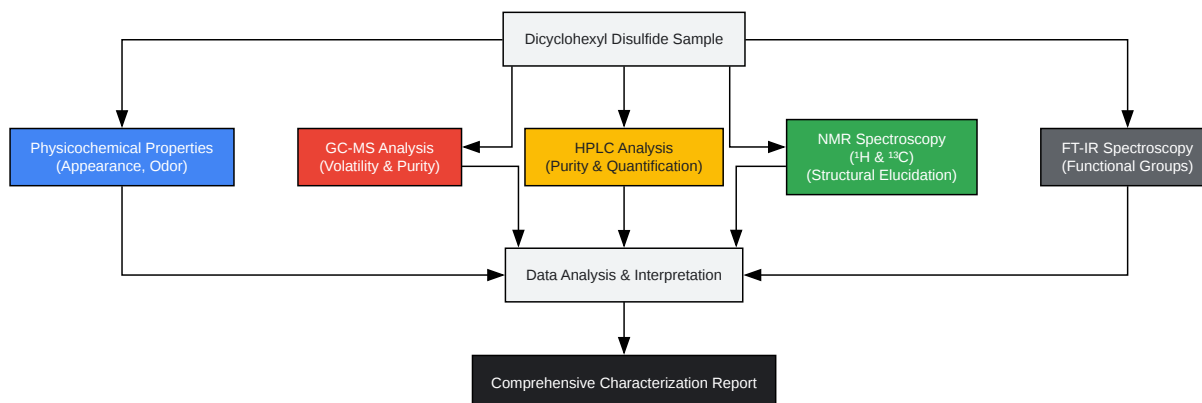 Dicyclohexyl Disulfide Sample
Physicochemical Properties
(Appearance, Odor)
GC-MS Analysis
(Volatility & Purity)
HPLC Analysis
(Purity & Quantification)
NMR Spectroscopy
(¹H & ¹³C)
(Structural Elucidation)
FT-IR Spectroscopy
(Functional Groups)
Data Analysis & Interpretation
Comprehensive Characterization Report